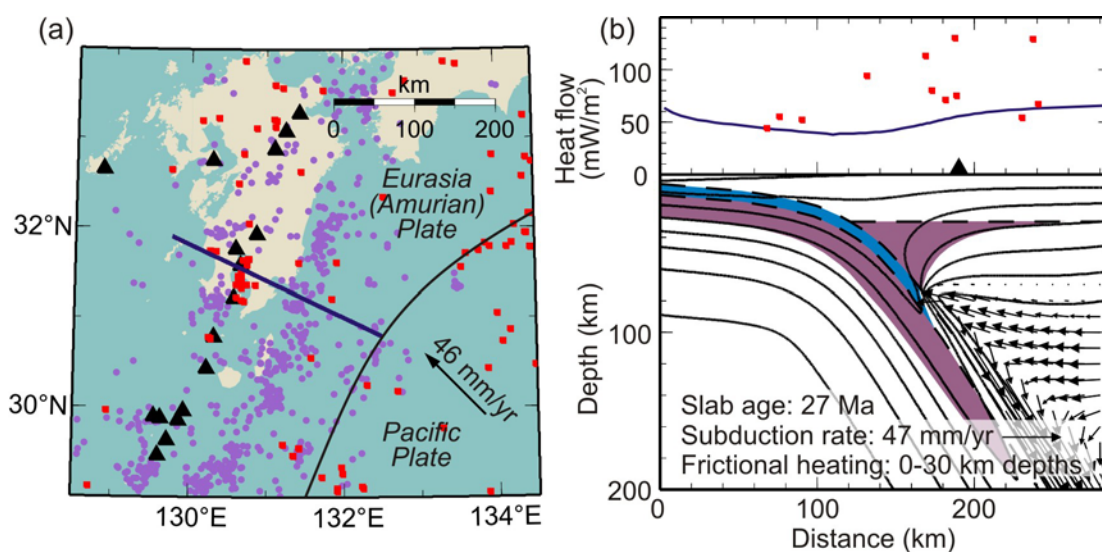 (a)
km
0 100 200
Eurasia
(Amurian)
Plate
46 mm/yr
Pacific
Plate
32°N
30°N
130°E 132°E 134°E
(b)
Heat flow
(mW/m²)
100
50
0
Depth (km)
0
100
200
Slab age: 27 Ma
Subduction rate: 47 mm/yr
Frictional heating: 0-30 km depths
0 100 200
Distance (km)